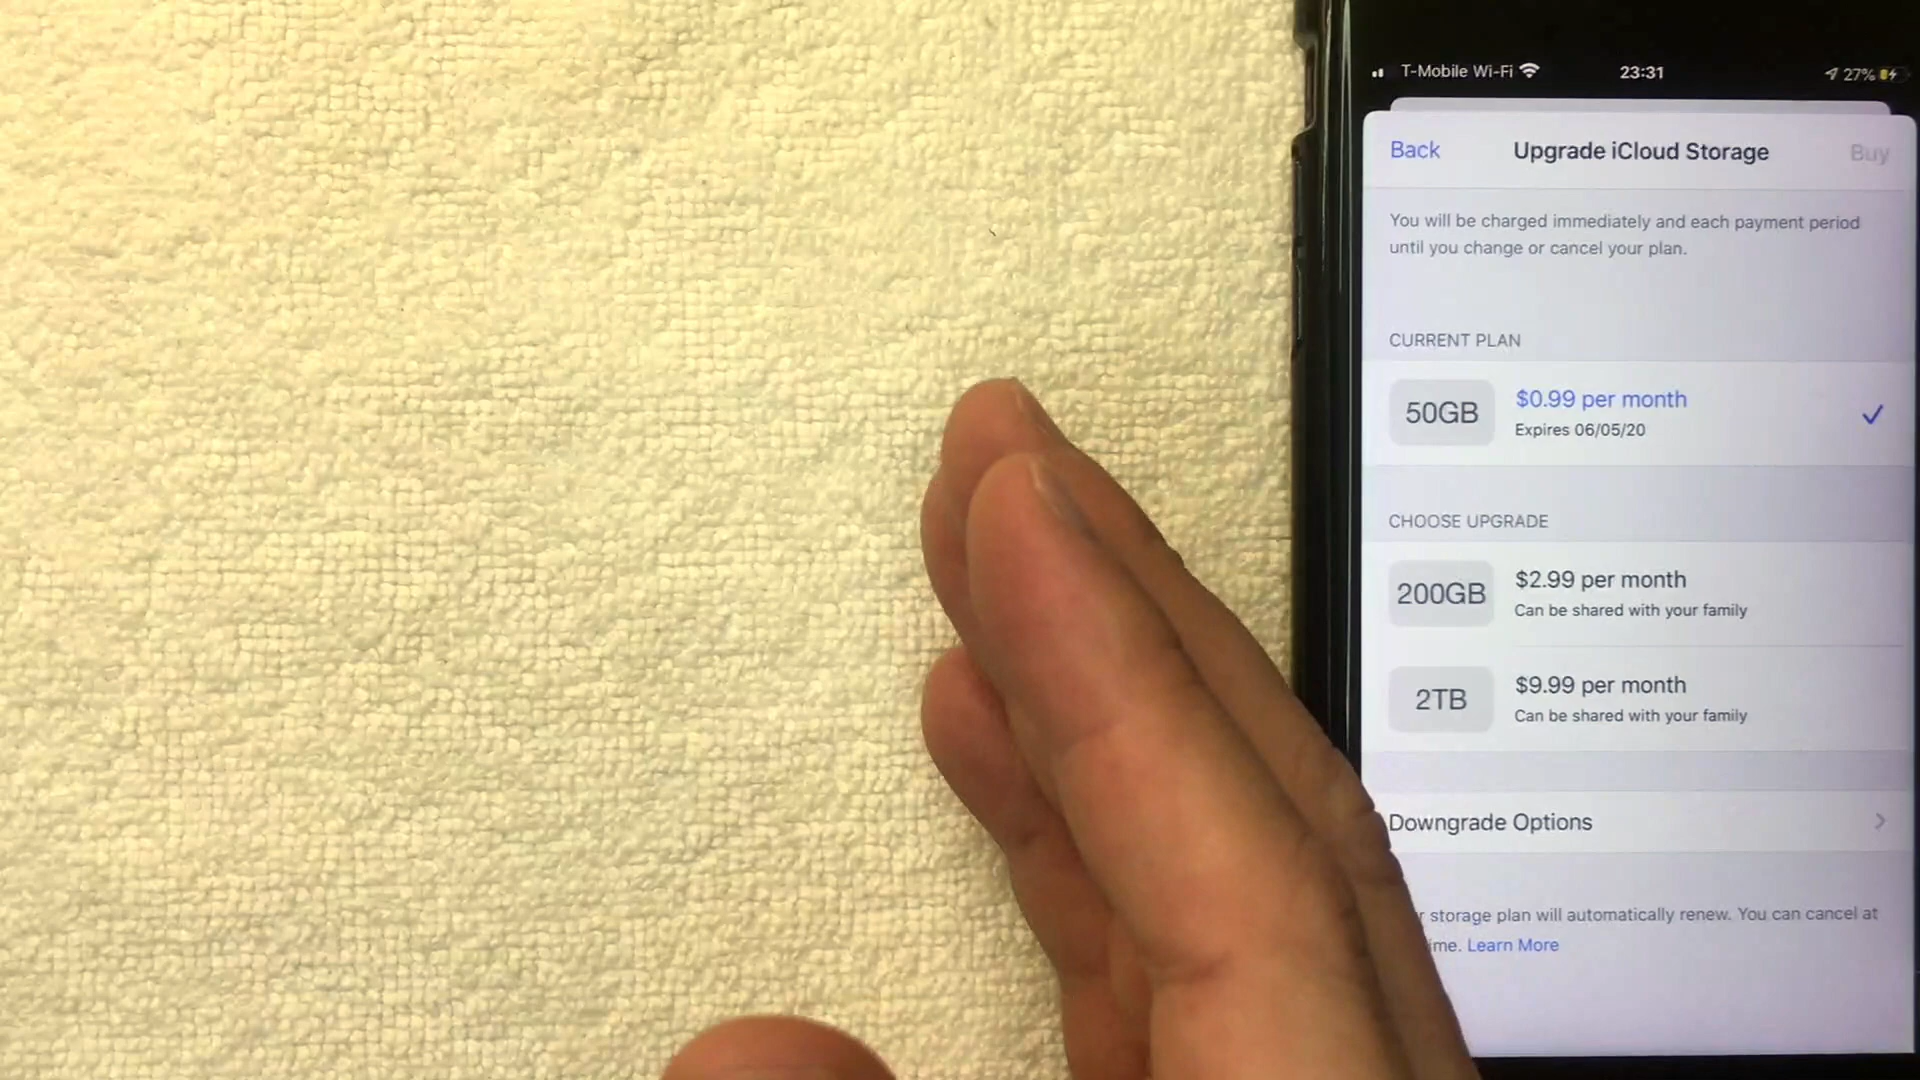 T-Mobile Wi-Fi 23:31 27%
Back Upgrade iCloud Storage Buy
You will be charged immediately and each payment period
until you change or cancel your plan.
CURRENT PLAN
50GB
$0.99 per month
Expires 06/05/20
CHOOSE UPGRADE
200GB
$2.99 per month
Can be shared with your family
2TB
$9.99 per month
Can be shared with your family
Downgrade Options
storage plan will automatically renew. You can cancel at
Learn More